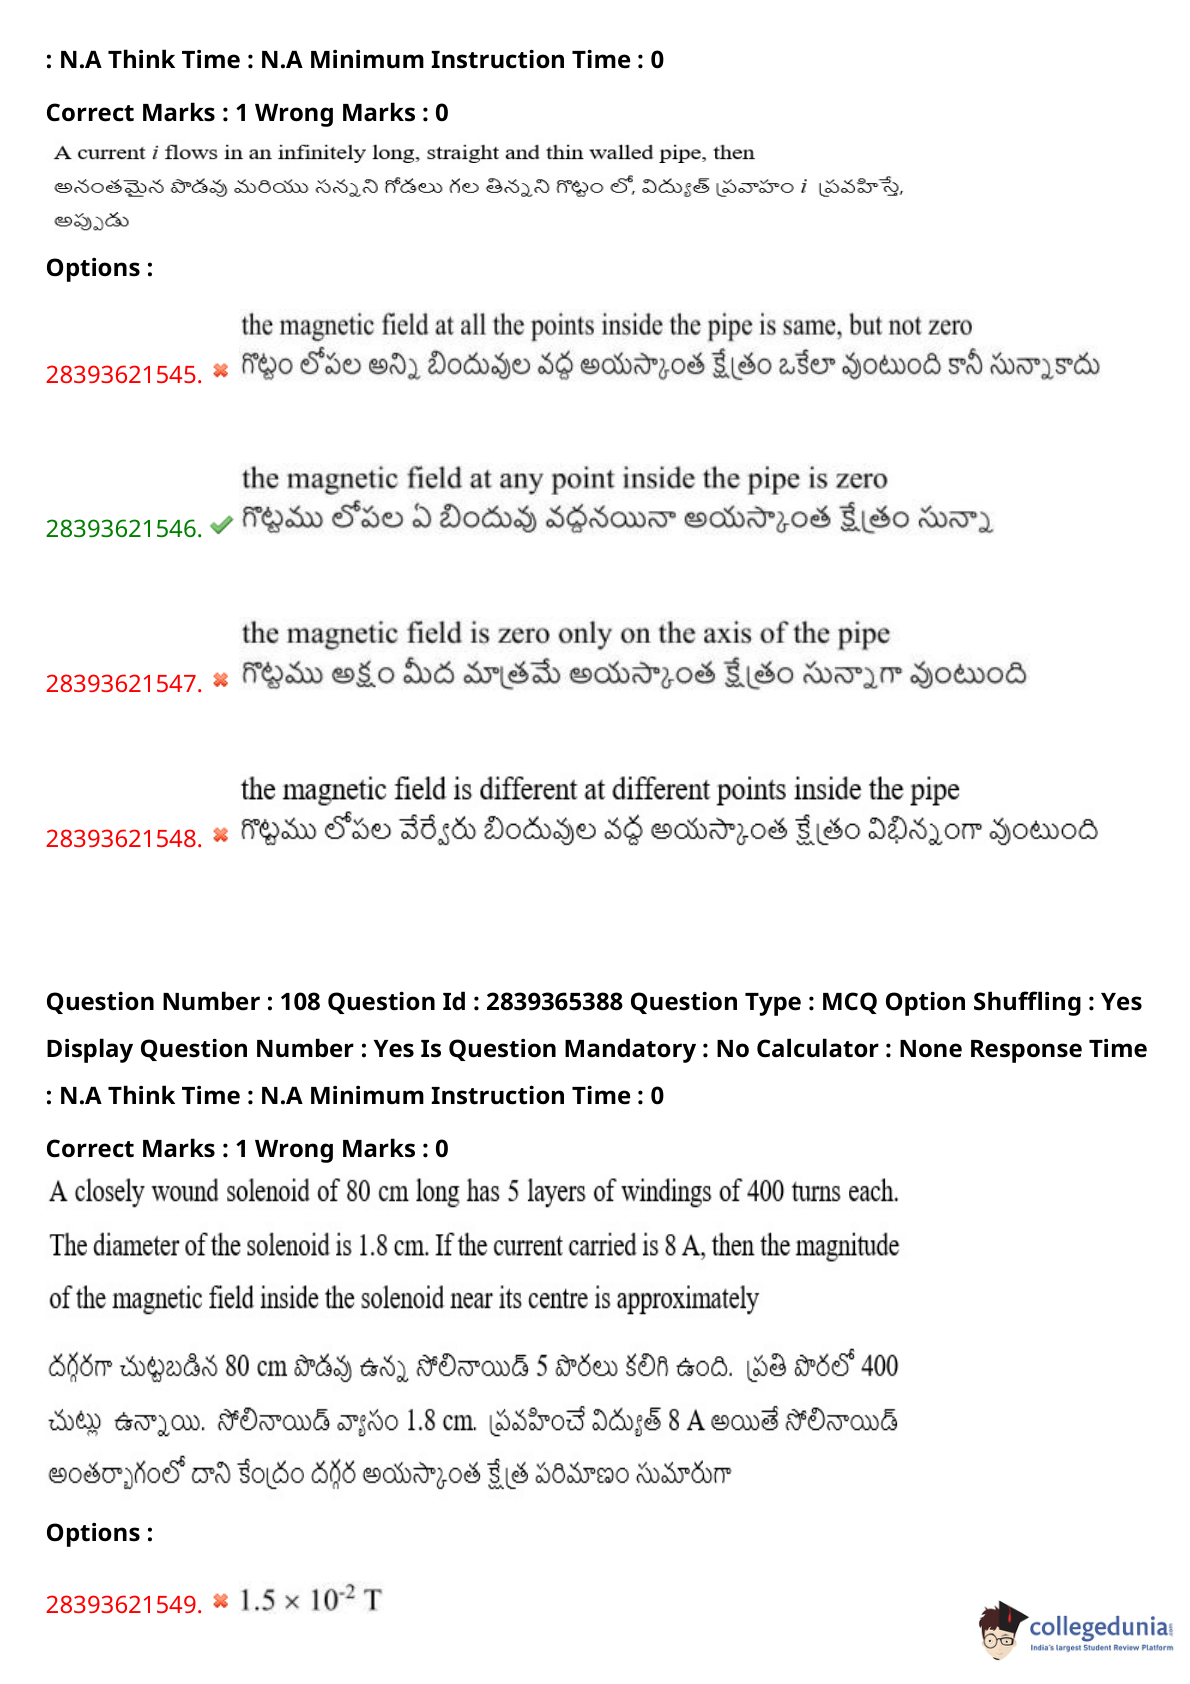 : N.A Think Time : N.A Minimum Instruction Time : 0
Correct Marks : 1 Wrong Marks : 0
A current i flows in an infinitely long, straight and thin walled pipe, then
అనంతమైన పొడవు మరియు సన్నని గోడలు గల తిన్నని గొట్టం లో, విద్యుత్ ప్రవాహం i ప్రవహిస్తే,
అప్పుడు
Options :
the magnetic field at all the points inside the pipe is same, but not zero
గొట్టం లోపల అన్ని బిందువుల వద్ద అయస్కాంత క్షేత్రం ఒకేలా వుంటుంది కానీ సున్నాకాదు
28393621545.
the magnetic field at any point inside the pipe is zero
గొట్టము లోపల ఏ బిందువు వద్దనయినా అయస్కాంత క్షేత్రం సున్నా
28393621546.
the magnetic field is zero only on the axis of the pipe
గొట్టము అక్షం మీద మాత్రమే అయస్కాంత క్షేత్రం సున్నాగా వుంటుంది
28393621547.
the magnetic field is different at different points inside the pipe
గొట్టము లోపల వేర్వేరు బిందువుల వద్ద అయస్కాంత క్షేత్రం విభిన్నంగా వుంటుంది
28393621548.
Question Number : 108 Question Id : 2839365388 Question Type : MCQ Option Shuffling : Yes
Display Question Number : Yes Is Question Mandatory : No Calculator : None Response Time
: N.A Think Time : N.A Minimum Instruction Time : 0
Correct Marks : 1 Wrong Marks : 0
A closely wound solenoid of 80 cm long has 5 layers of windings of 400 turns each.
The diameter of the solenoid is 1.8 cm. If the current carried is 8 A, then the magnitude
of the magnetic field inside the solenoid near its centre is approximately
దగ్గరగా చుట్టబడిన 80 cm పొడవు ఉన్న సోలినాయిడ్ 5 పొరలు కలిగి ఉంది. ప్రతి పొరలో 400
చుట్లు ఉన్నాయి. సోలినాయిడ్ వ్యాసం 1.8 cm. ప్రవహించే విద్యుత్ 8 A అయితే సోలినాయిడ్
అంతర్భాగంలో దాని కేంద్రం దగ్గర అయస్కాంత క్షేత్ర పరిమాణం సుమారుగా
Options :
28393621549. 1.5 × 10⁻² T
collegedunia.com
India's largest Student Review Platform